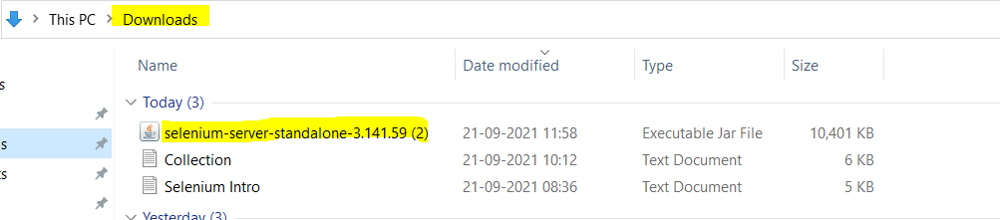 This PC > Downloads
Name Date modified Type Size
Today (3)
selenium-server-standalone-3.141.59 (2) 21-09-2021 11:58 Executable Jar File 10,401 KB
s
Collection 21-09-2021 10:12 Text Document 6 KB
s
Selenium Intro 21-09-2021 08:36 Text Document 5 KB
ts
Yesterday (3)